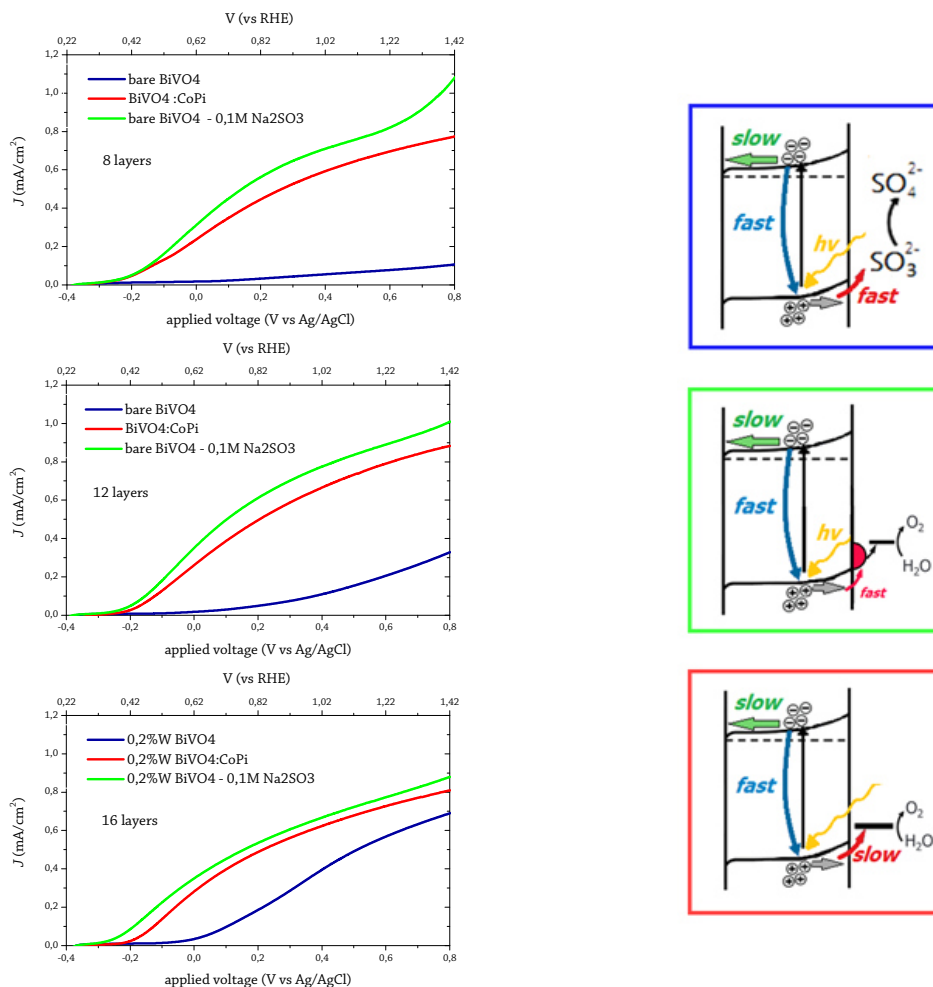 V (vs RHE)
0,22 0,42 0,62 0,82 1,02 1,22 1,42
1,2
1,0
0,8
0,6
0,4
0,2
0,0
J (mA/cm²)
bare BiVO4
BiVO4 :CoPi
bare BiVO4 - 0,1M Na2SO3
8 layers
-0,4 -0,2 0,0 0,2 0,4 0,6 0,8
applied voltage (V vs Ag/AgCl)
V (vs RHE)
0,22 0,42 0,62 0,82 1,02 1,22 1,42
1,2
1,0
0,8
0,6
0,4
0,2
0,0
J (mA/cm²)
bare BiVO4
BiVO4:CoPi
bare BiVO4 - 0,1M Na2SO3
12 layers
-0,4 -0,2 0,0 0,2 0,4 0,6 0,8
applied voltage (V vs Ag/AgCl)
V (vs RHE)
0,22 0,42 0,62 0,82 1,02 1,22 1,42
1,0
0,8
0,6
0,4
0,2
0,0
J (mA/cm²)
0,2%W BiVO4
0,2%W BiVO4:CoPi
0,2%W BiVO4 - 0,1M Na2SO3
16 layers
-0,4 -0,2 0,0 0,2 0,4 0,6 0,8
applied voltage (V vs Ag/AgCl)
slow
SO₄²⁻
fast
hv
SO₃²⁻
fast
slow
fast
hv
O₂
H₂O
fast
slow
fast
O₂
H₂O
slow